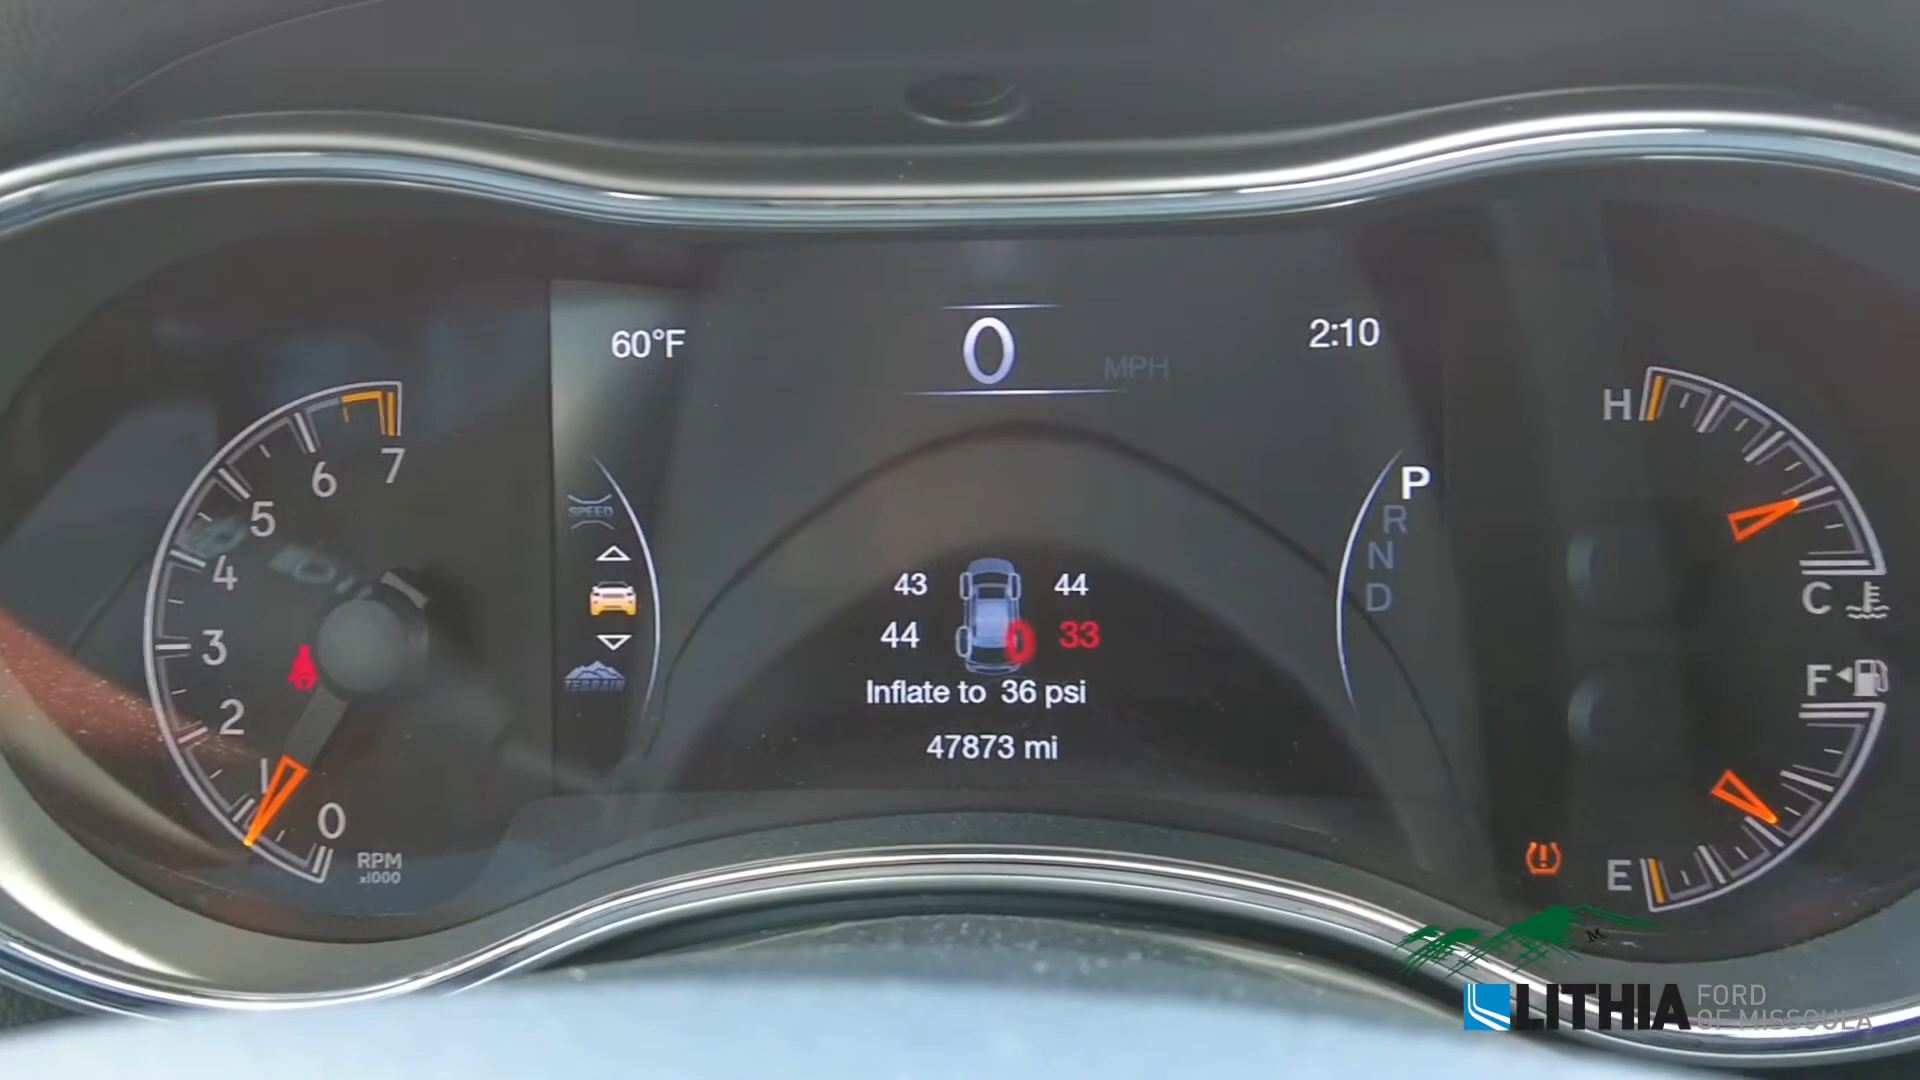 60°F
0
MPH
2:10
7
6
5
4
3
2
1
0
RPM
x1000
SPEED
TERRAIN
43
44
44
33
Inflate to 36 psi
47873 mi
P
R
N
D
H
C
F
E
M
LITHIA
FORD
OF MISSOULA